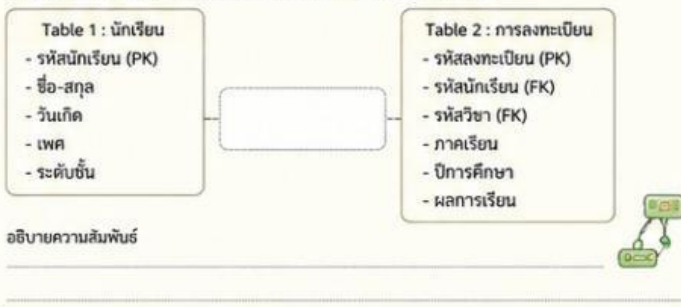 Table 1 : นักเรียน
- รหัสนักเรียน (PK)
- ชื่อ-สกุล
- วันเกิด
- เพศ
- ระดับชั้น
Table 2 : การลงทะเบียน
- รหัสลงทะเบียน (PK)
- รหัสนักเรียน (FK)
- รหัสวิชา (FK)
- ภาคเรียน
- ปีการศึกษา
- ผลการเรียน
อธิบายความสัมพันธ์